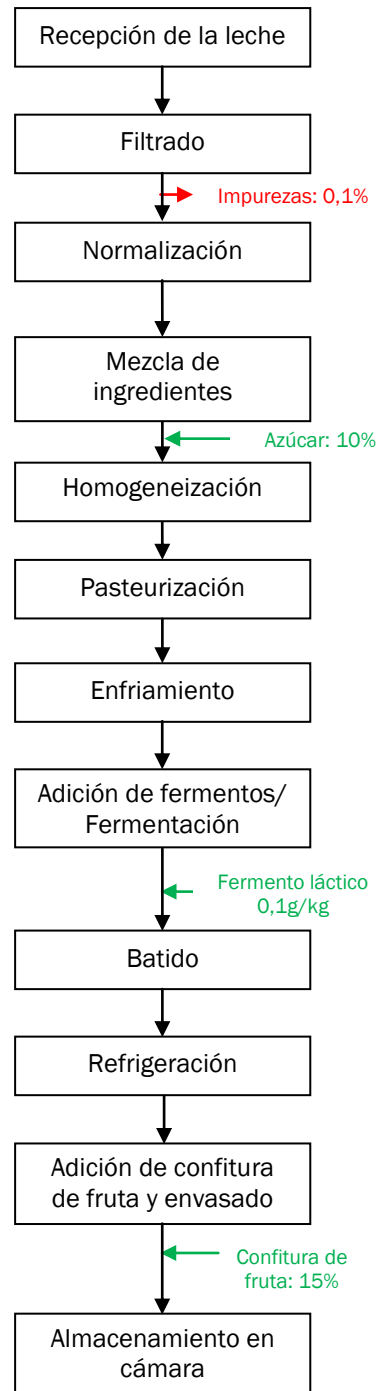 Recepción de la leche
Filtrado
Impurezas: 0,1%
Normalización
Mezcla de
ingredientes
Azúcar: 10%
Homogeneización
Pasteurización
Enfriamiento
Adición de fermentos/
Fermentación
Fermento láctico
0,1g/kg
Batido
Refrigeración
Adición de confitura
de fruta y envasado
Confitura de
fruta: 15%
Almacenamiento en
cámara